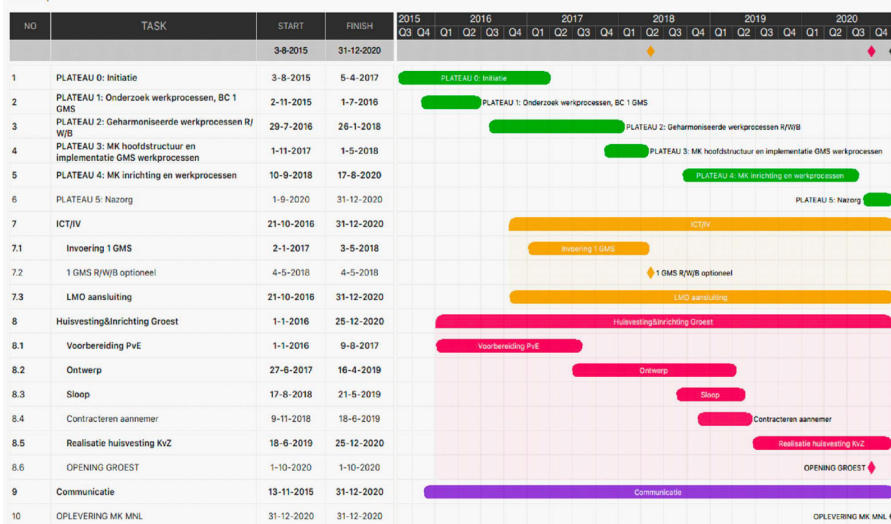 NO TASK START FINISH 2015 2016 2017 2018 2019 2020
Q3 Q4 Q1 Q2 Q3 Q4 Q1 Q2 Q3 Q4 Q1 Q2 Q3 Q4 Q1 Q2 Q3 Q4 Q1 Q2 Q3 Q4
3-8-2015 31-12-2020
1 PLATEAU 0: Initiatie 3-8-2015 5-4-2017 PLATEAU 0: Initiatie
2 PLATEAU 1: Onderzoek werkprocessen, BC 1 GMS 2-11-2015 1-7-2016 PLATEAU 1: Onderzoek werkprocessen, BC 1 GMS
3 PLATEAU 2: Geharmoniseerde werkprocessen R/W/B 29-7-2016 26-1-2018 PLATEAU 2: Geharmoniseerde werkprocessen R/W/B
4 PLATEAU 3: MK hoofdstructuur en implementatie GMS werkprocessen 1-11-2017 1-5-2018 PLATEAU 3: MK hoofdstructuur en implementatie GMS werkprocessen
5 PLATEAU 4: MK inrichting en werkprocessen 10-9-2018 17-8-2020 PLATEAU 4: MK inrichting en werkprocessen
6 PLATEAU 5: Nazorg 1-9-2020 31-12-2020 PLATEAU 5: Nazorg
7 ICT/IV 21-10-2016 31-12-2020 ICT/IV
7.1 Invoering 1 GMS 2-1-2017 3-5-2018 Invoering 1 GMS
7.2 1 GMS R/W/B optioneel 4-5-2018 4-5-2018 1 GMS R/W/B optioneel
7.3 LMO aansluiting 21-10-2016 31-12-2020 LMO aansluiting
8 Huisvesting&Inrichting Groest 1-1-2016 25-12-2020 Huisvesting&Inrichting Groest
8.1 Voorbereiding PvE 1-1-2016 9-8-2017 Voorbereiding PvE
8.2 Ontwerp 27-6-2017 16-4-2019 Ontwerp
8.3 Sloop 17-8-2018 21-5-2019 Sloop
8.4 Contracteren aannemer 9-11-2018 18-6-2019 Contracteren aannemer
8.5 Realisatie huisvesting KvZ 18-6-2019 25-12-2020 Realisatie huisvesting KvZ
8.6 OPENING GROEST 1-10-2020 1-10-2020 OPENING GROEST
9 Communicatie 13-11-2015 31-12-2020 Communicatie
10 OPLEVERING MK MNL 31-12-2020 31-12-2020 OPLEVERING MK MNL